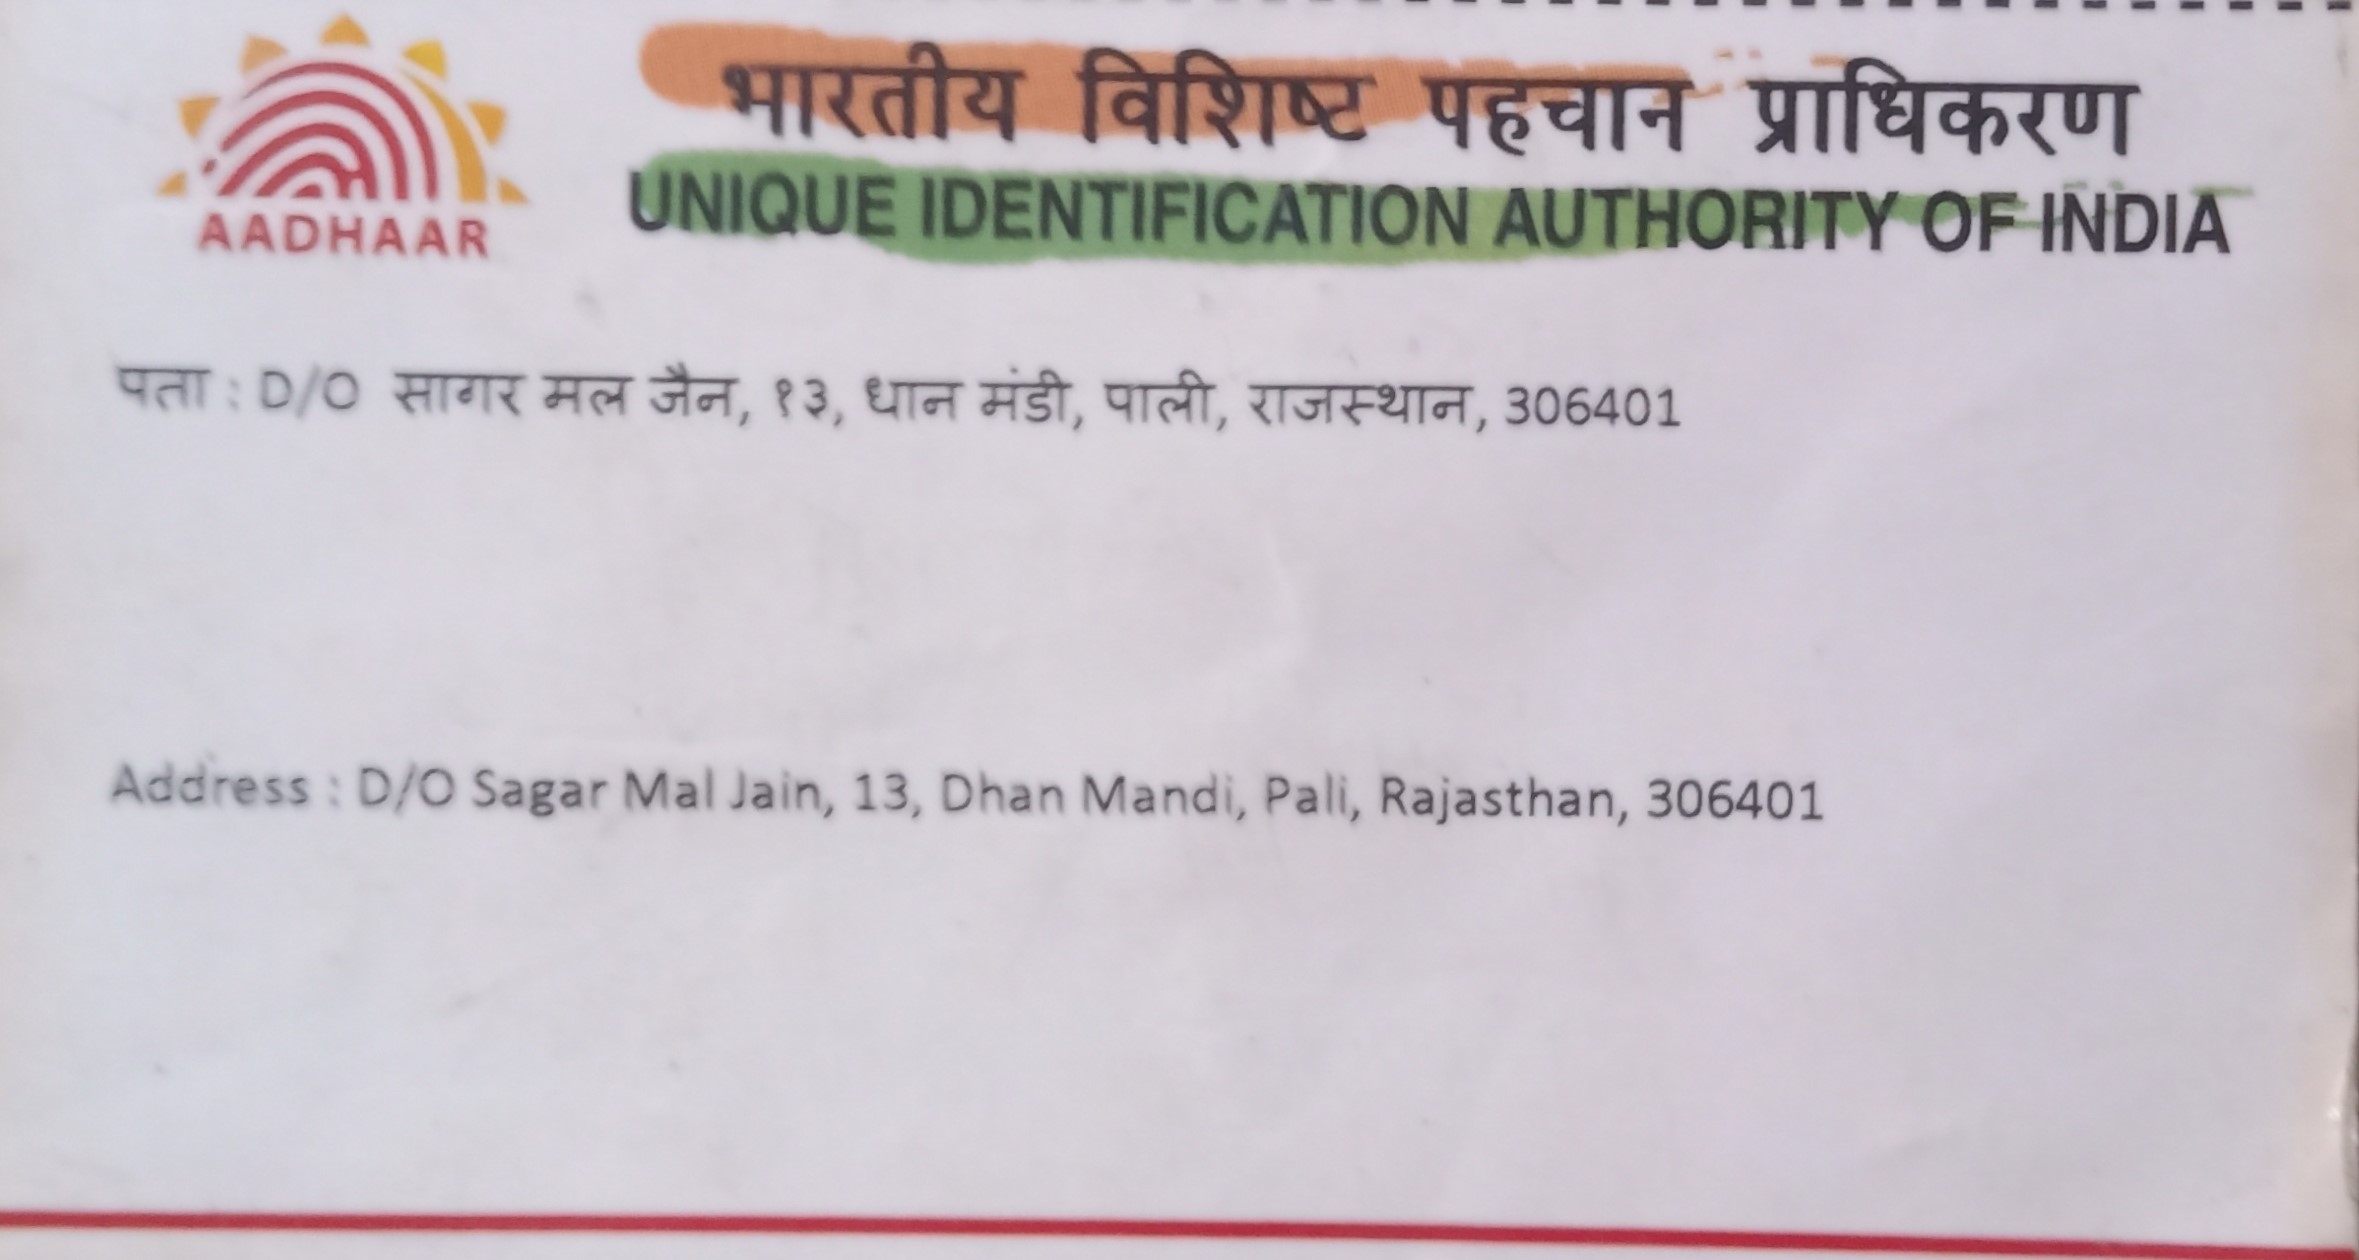 AADHAAR
भारतीय विशिष्ट पहचान प्राधिकरण
UNIQUE IDENTIFICATION AUTHORITY OF INDIA
पता : D/O सागर मल जैन, १३, धान मंडी, पाली, राजस्थान, 306401
Address : D/O Sagar Mal Jain, 13, Dhan Mandi, Pali, Rajasthan, 306401